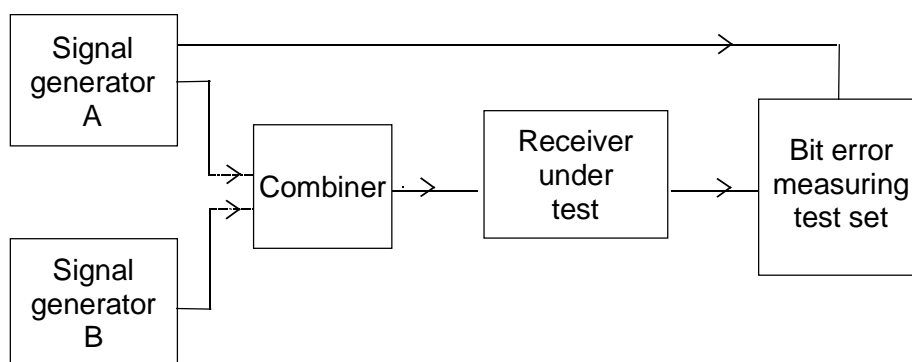 Signal
generator
A
Combiner
Receiver
under
test
Bit error
measuring
test set
Signal
generator
B